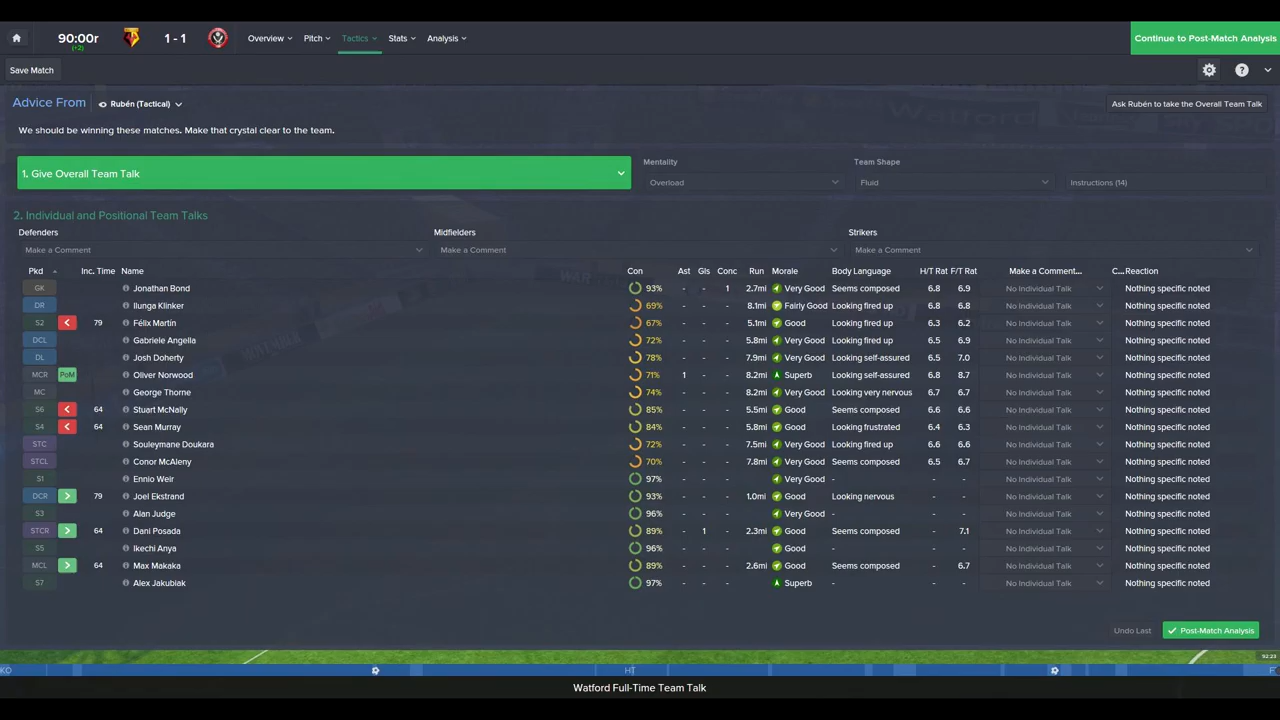 90:00r
(+2)
1 - 1
Overview
Pitch
Tactics
Stats
Analysis
Continue to Post-Match Analysis
Save Match
Advice From
Rubén (Tactical)
Ask Rubén to take the Overall Team Talk
We should be winning these matches. Make that crystal clear to the team.
1. Give Overall Team Talk
Mentality
Overload
Team Shape
Fluid
Instructions (14)
2. Individual and Positional Team Talks
Defenders Midfielders Strikers
Make a Comment Make a Comment Make a Comment
Pkd Inc. Time Name Con Ast Gls Conc Run Morale Body Language H/T Rat F/T Rat Make a Comment... C... Reaction
GK Jonathan Bond 93% - - 1 2.7mi Very Good Seems composed 6.8 6.9 No Individual Talk Nothing specific noted
DR Ilunga Klinker 69% - - - 8.1mi Fairly Good Looking fired up 6.8 6.8 No Individual Talk Nothing specific noted
S2 79 Félix Martín 67% - - - 5.1mi Good Looking fired up 6.3 6.2 No Individual Talk Nothing specific noted
DCL Gabriele Angella 72% - - - 5.8mi Very Good Looking fired up 6.5 6.9 No Individual Talk Nothing specific noted
DL Josh Doherty 78% - - - 7.9mi Very Good Looking self-assured 6.5 7.0 No Individual Talk Nothing specific noted
MCR PoM Oliver Norwood 71% 1 - - 8.2mi Superb Looking self-assured 6.8 8.7 No Individual Talk Nothing specific noted
MC George Thorne 74% - - - 8.2mi Very Good Looking very nervous 6.7 6.7 No Individual Talk Nothing specific noted
S6 64 Stuart McNally 85% - - - 5.5mi Good Seems composed 6.6 6.6 No Individual Talk Nothing specific noted
S4 64 Sean Murray 84% - - - 5.8mi Good Looking frustrated 6.4 6.3 No Individual Talk Nothing specific noted
STC Souleymane Doukara 72% - - - 7.5mi Very Good Looking fired up 6.6 6.6 No Individual Talk Nothing specific noted
STCL Conor McAleny 70% - - - 7.8mi Very Good Seems composed 6.5 6.7 No Individual Talk Nothing specific noted
S1 Ennio Weir 97% - - - Very Good - - - No Individual Talk Nothing specific noted
DCR 79 Joel Ekstrand 93% - - - 1.0mi Good Looking nervous - - No Individual Talk Nothing specific noted
S3 Alan Judge 96% - - - Very Good - - - No Individual Talk Nothing specific noted
STCR 64 Dani Posada 89% - 1 - 2.3mi Good Seems composed - 7.1 No Individual Talk Nothing specific noted
S5 Ikechi Anya 96% - - - Good - - - No Individual Talk Nothing specific noted
MCL 64 Max Makaka 89% - - - 2.6mi Good Seems composed - 6.7 No Individual Talk Nothing specific noted
S7 Alex Jakubiak 97% - - - Superb - - - No Individual Talk Nothing specific noted
Undo Last
Post-Match Analysis
92:23
KO
HT
F
Watford Full-Time Team Talk